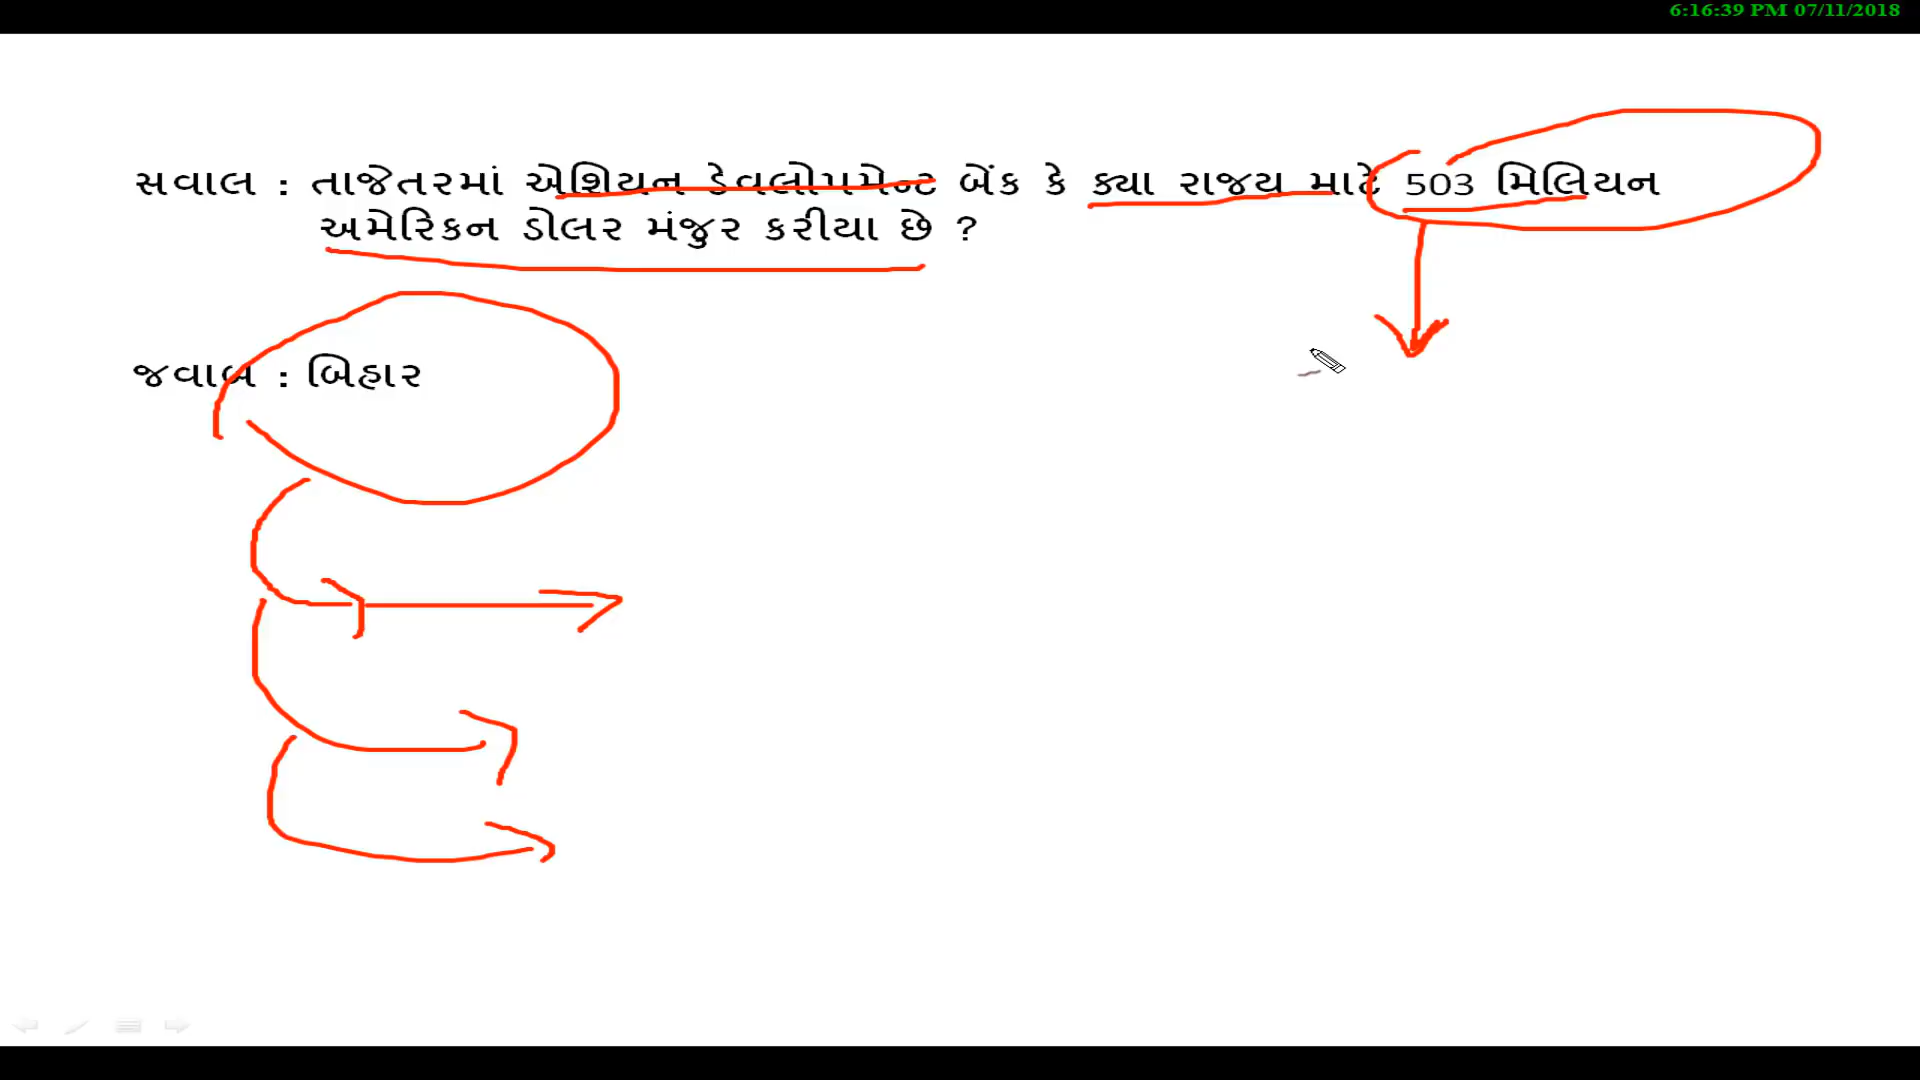 6:16:39 PM 07/11/2018
સવાલ : તાજેતરમાં એશિયન ડેવલોપમેન્ટ બેંક કે ક્યા રાજય માટે 503 મિલિયન
અમેરિકન ડોલર મંજુર કરીયા છે ?
જવાબ : બિહાર